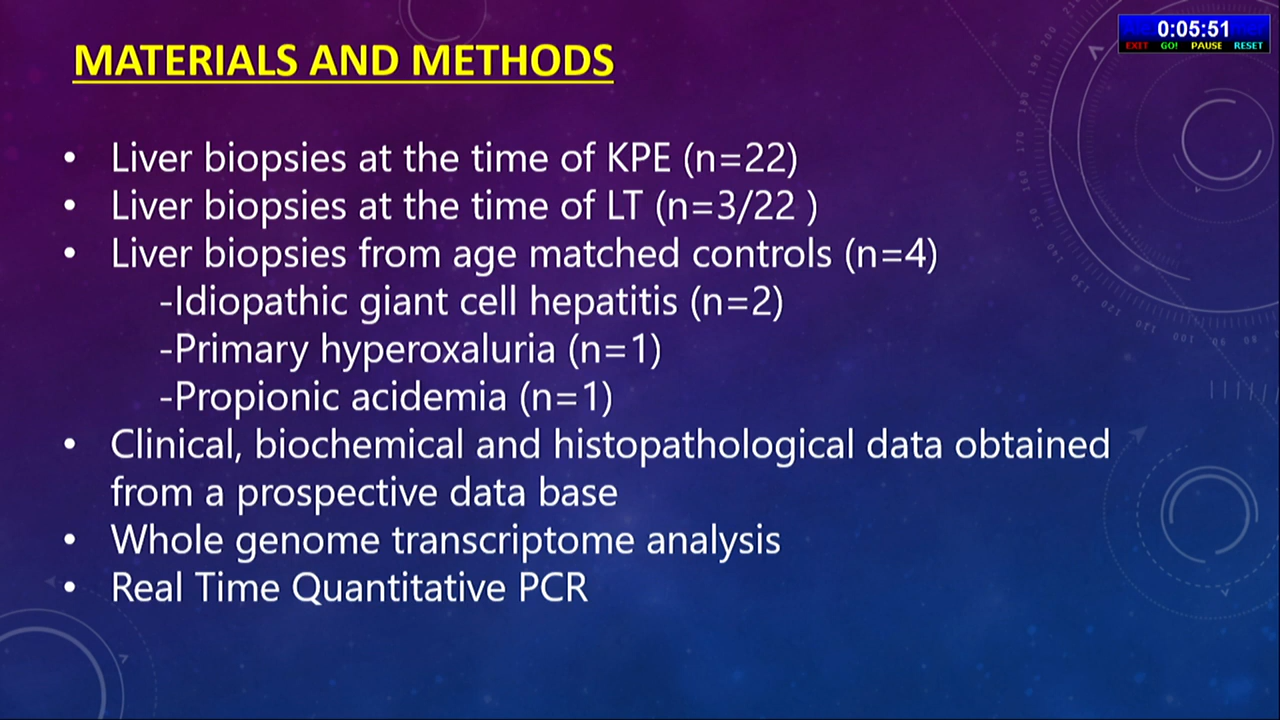 0:05:51
EXIT GO! PAUSE RESET
MATERIALS AND METHODS
• Liver biopsies at the time of KPE (n=22)
• Liver biopsies at the time of LT (n=3/22 )
• Liver biopsies from age matched controls (n=4)
-Idiopathic giant cell hepatitis (n=2)
-Primary hyperoxaluria (n=1)
-Propionic acidemia (n=1)
• Clinical, biochemical and histopathological data obtained
from a prospective data base
• Whole genome transcriptome analysis
• Real Time Quantitative PCR